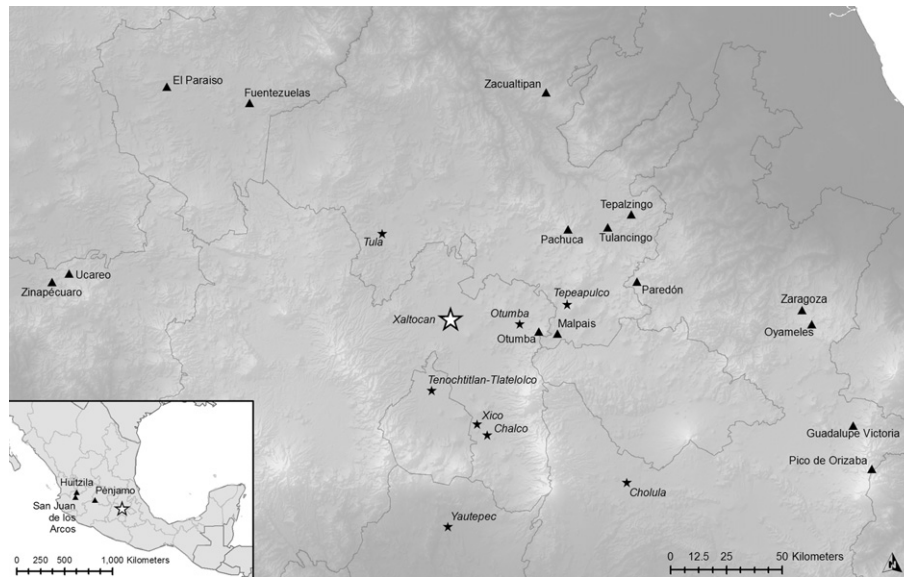 El Paraiso
Fuentezuelas
Zacualtipan
Tepalzingo
Tula
Pachuca
Tulancingo
Ucareo
Zinapécuaro
Paredón
Tepeapulco
Zaragoza
Xaltocan
Otumba
Oyameles
Otumba
Malpais
Tenochtitlan-Tlatelolco
Xico
Chalco
Guadalupe Victoria
Pico de Orizaba
Cholula
Yautepec
Huitzila
Pènjamo
San Juan
de los
Arcos
0 250 500 1,000 Kilometers
0 12.5 25 50 Kilometers
N